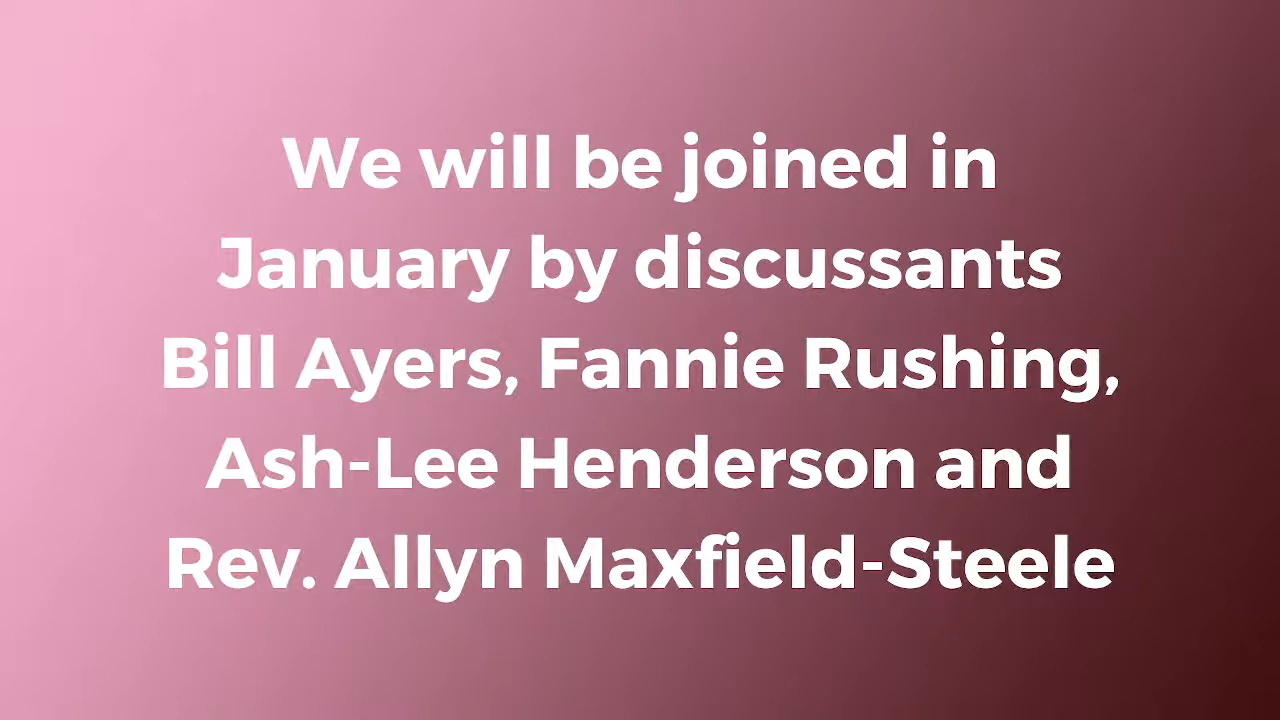 We will be joined in
January by discussants
Bill Ayers, Fannie Rushing,
Ash-Lee Henderson and
Rev. Allyn Maxfield-Steele